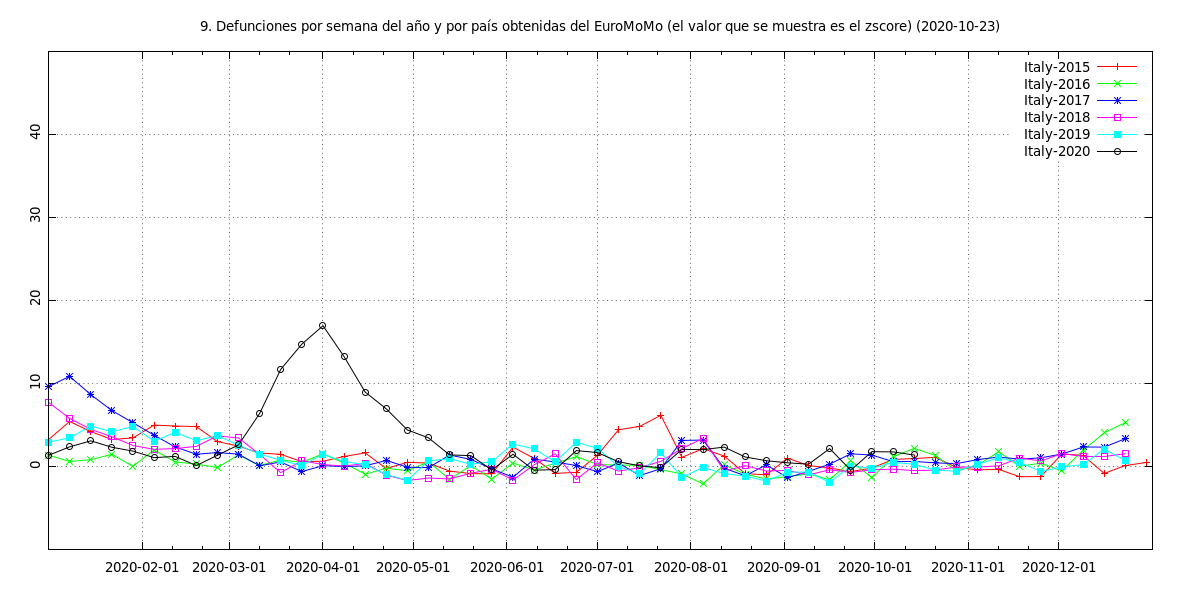 9. Defunciones por semana del año y por país obtenidas del EuroMoMo (el valor que se muestra es el zscore) (2020-10-23)
Italy-2015
Italy-2016
Italy-2017
Italy-2018
Italy-2019
Italy-2020
40
30
20
10
0
2020-02-01 2020-03-01 2020-04-01 2020-05-01 2020-06-01 2020-07-01 2020-08-01 2020-09-01 2020-10-01 2020-11-01 2020-12-01